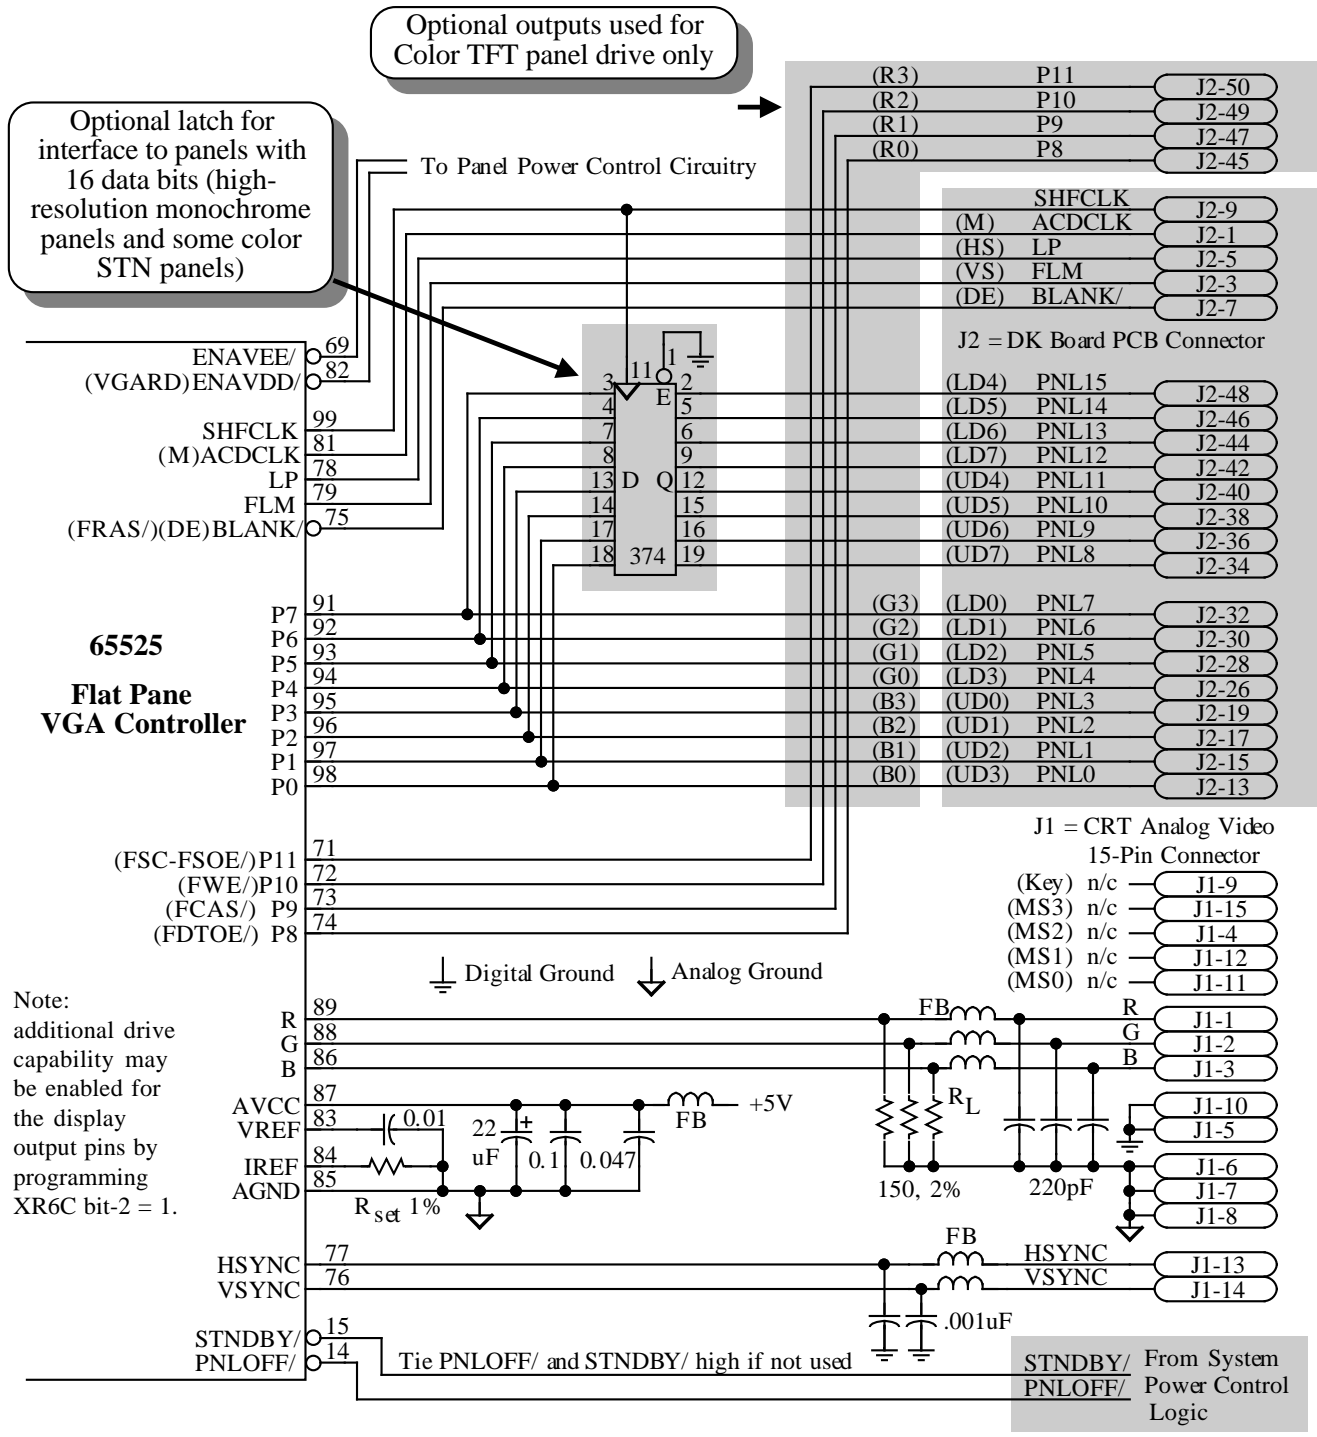 Optional outputs used for
Color TFT panel drive only
(R3) P11 J2-50
(R2) P10 J2-49
(R1) P9 J2-47
(R0) P8 J2-45
Optional latch for
interface to panels with
16 data bits (high-
resolution monochrome
panels and some color
STN panels)
To Panel Power Control Circuitry
SHFCLK J2-9
(M) ACDCLK J2-1
(HS) LP J2-5
(VS) FLM J2-3
(DE) BLANK/ J2-7
J2 = DK Board PCB Connector
ENAVEE/ 69
(VGARD)ENAVDD/ 82
SHFCLK 99
(M)ACDCLK 81
LP 78
FLM 79
(FRAS/)(DE)BLANK/ 75
11 1
3 E 2 (LD4) PNL15 J2-48
4 5 (LD5) PNL14 J2-46
7 6 (LD6) PNL13 J2-44
8 9 (LD7) PNL12 J2-42
13 D Q 12 (UD4) PNL11 J2-40
14 15 (UD5) PNL10 J2-38
17 16 (UD6) PNL9 J2-36
18 374 19 (UD7) PNL8 J2-34
65525
Flat Pane
VGA Controller
P7 91 (G3) (LD0) PNL7 J2-32
P6 92 (G2) (LD1) PNL6 J2-30
P5 93 (G1) (LD2) PNL5 J2-28
P4 94 (G0) (LD3) PNL4 J2-26
P3 95 (B3) (UD0) PNL3 J2-19
P2 96 (B2) (UD1) PNL2 J2-17
P1 97 (B1) (UD2) PNL1 J2-15
P0 98 (B0) (UD3) PNL0 J2-13
J1 = CRT Analog Video
15-Pin Connector
(FSC-FSOE/)P11 71
(FWE/)P10 72
(FCAS/) P9 73
(FDTOE/) P8 74
(Key) n/c J1-9
(MS3) n/c J1-15
(MS2) n/c J1-4
(MS1) n/c J1-12
(MS0) n/c J1-11
Digital Ground Analog Ground
Note:
additional drive
capability may
be enabled for
the display
output pins by
programming
XR6C bit-2 = 1.
R 89 FB R J1-1
G 88 G J1-2
B 86 B J1-3
AVCC 87 FB +5V RL J1-10
VREF 83 0.01 22 + J1-5
uF 0.1 0.047
IREF 84 J1-6
AGND 85 150, 2% 220pF J1-7
Rset 1% J1-8
FB
HSYNC 77 HSYNC J1-13
VSYNC 76 VSYNC J1-14
.001uF
STNDBY/ 15
PNLOFF/ 14
Tie PNLOFF/ and STNDBY/ high if not used
STNDBY/ From System
PNLOFF/ Power Control
Logic